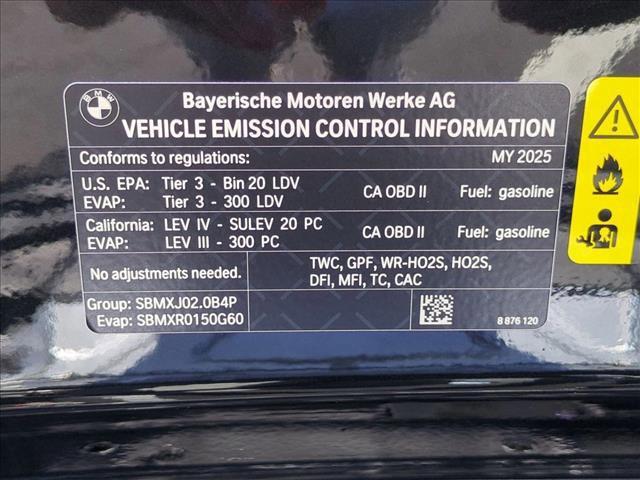 BMW
Bayerische Motoren Werke AG
VEHICLE EMISSION CONTROL INFORMATION
Conforms to regulations: MY 2025
U.S. EPA: Tier 3 - Bin 20 LDV CA OBD II Fuel: gasoline
EVAP: Tier 3 - 300 LDV
California: LEV IV - SULEV 20 PC CA OBD II Fuel: gasoline
EVAP: LEV III - 300 PC
No adjustments needed.
TWC, GPF, WR-HO2S, HO2S,
DFI, MFI, TC, CAC
Group: SBMXJ02.0B4P
Evap: SBMXR0150G60
8 876 120